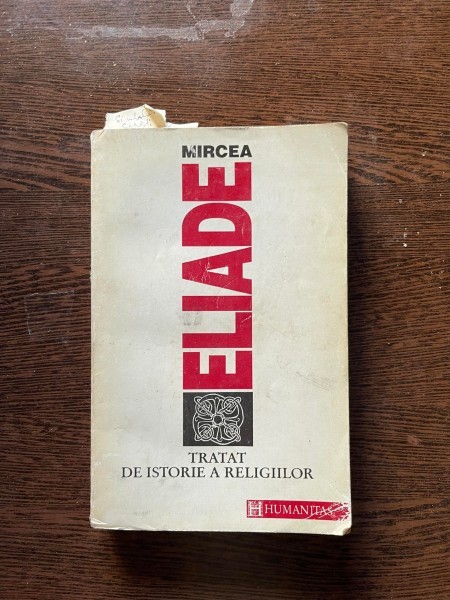 MIRCEA
ELIADE
TRATAT
DE ISTORIE A RELIGIILOR
HUMANITAS